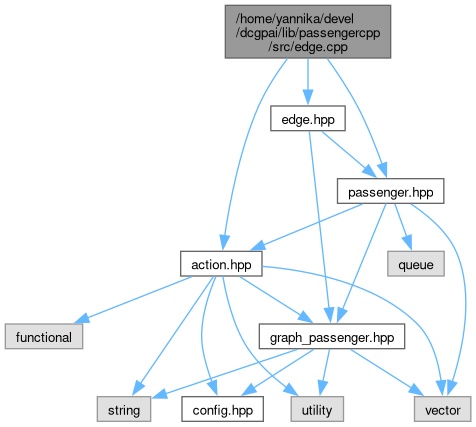 /home/yannika/devel
/dcgpai/lib/passengercpp
/src/edge.cpp
edge.hpp
passenger.hpp
action.hpp
queue
functional
graph_passenger.hpp
string
config.hpp
utility
vector